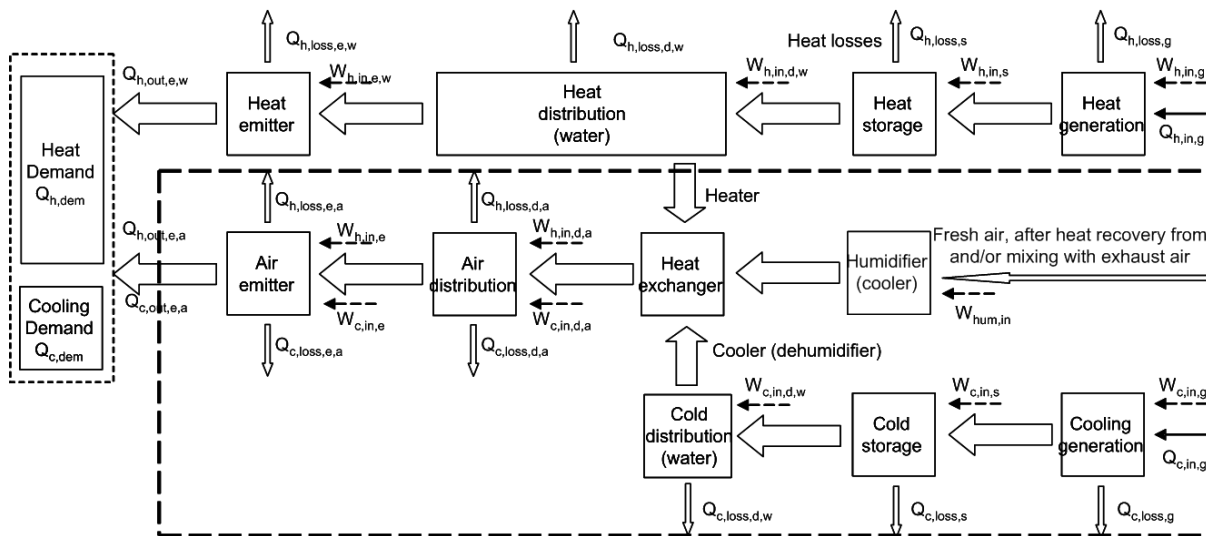 Q_h,loss,e,w
Q_h,loss,d,w
Heat losses
Q_h,loss,s
Q_h,loss,g
Q_h,out,e,w
W_h,in,e,w
W_h,in,d,w
W_h,in,s
W_h,in,g
Heat
emitter
Heat
distribution
(water)
Heat
storage
Heat
generation
Q_h,in,g
Heat
Demand
Q_h,dem
Q_h,loss,e,a
Q_h,loss,d,a
Heater
Q_h,out,e,a
W_h,in,e
W_h,in,d,a
Fresh air, after heat recovery from
and/or mixing with exhaust air
Air
emitter
Air
distribution
Heat
exchanger
Humidifier
(cooler)
Q_c,out,e,a
W_c,in,e
W_c,in,d,a
W_hum,in
Cooling
Demand
Q_c,dem
Q_c,loss,e,a
Q_c,loss,d,a
Cooler (dehumidifier)
W_c,in,d,w
W_c,in,s
W_c,in,g
Cold
distribution
(water)
Cold
storage
Cooling
generation
Q_c,in,g
Q_c,loss,d,w
Q_c,loss,s
Q_c,loss,g